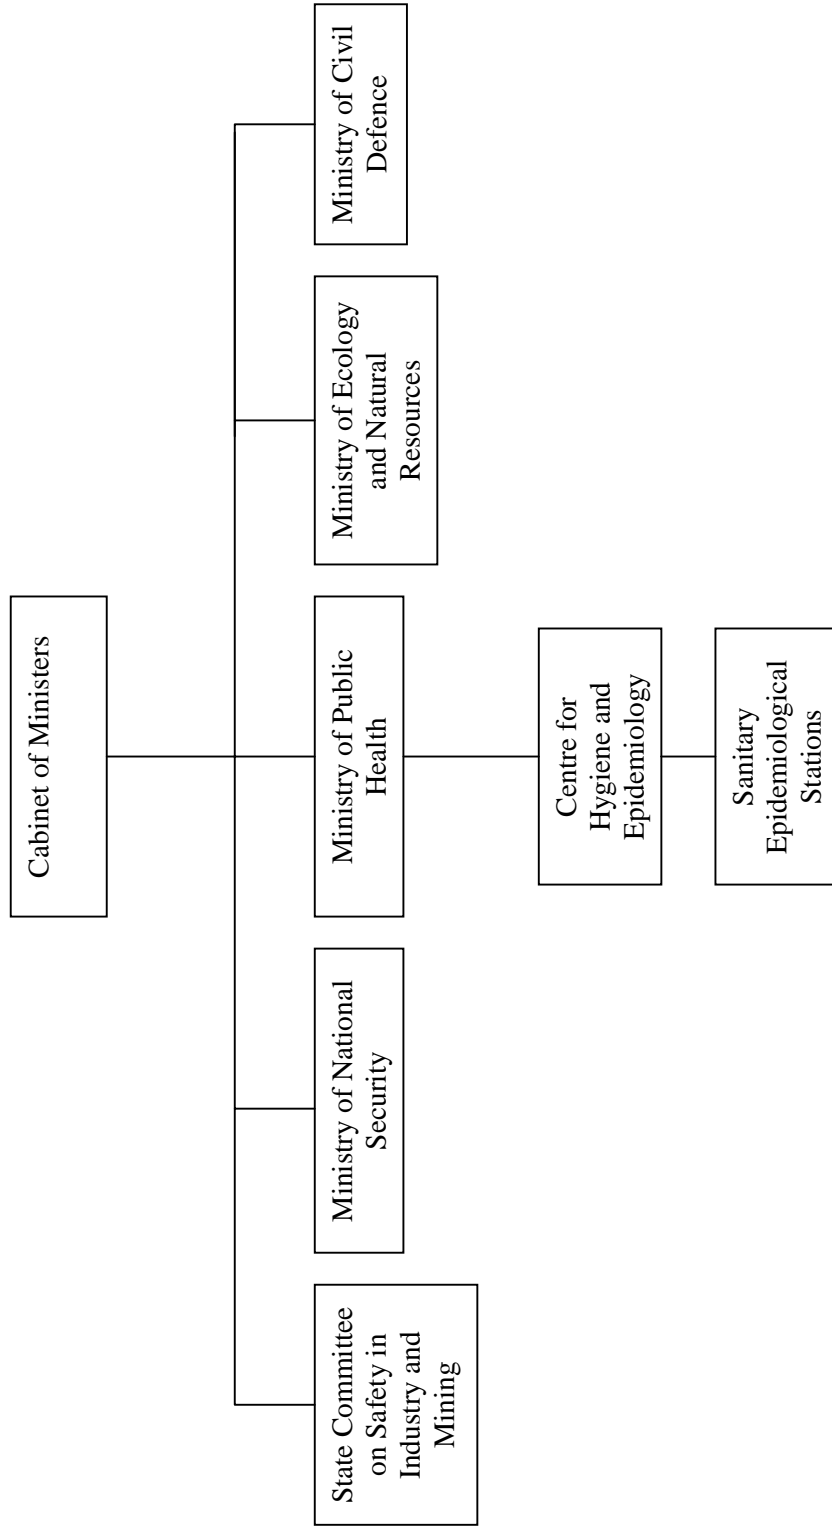 Cabinet of Ministers
State Committee
on Safety in
Industry and
Mining
Ministry of National
Security
Ministry of Public
Health
Ministry of Ecology
and Natural
Resources
Ministry of Civil
Defence
Centre for
Hygiene and
Epidemiology
Sanitary
Epidemiological
Stations